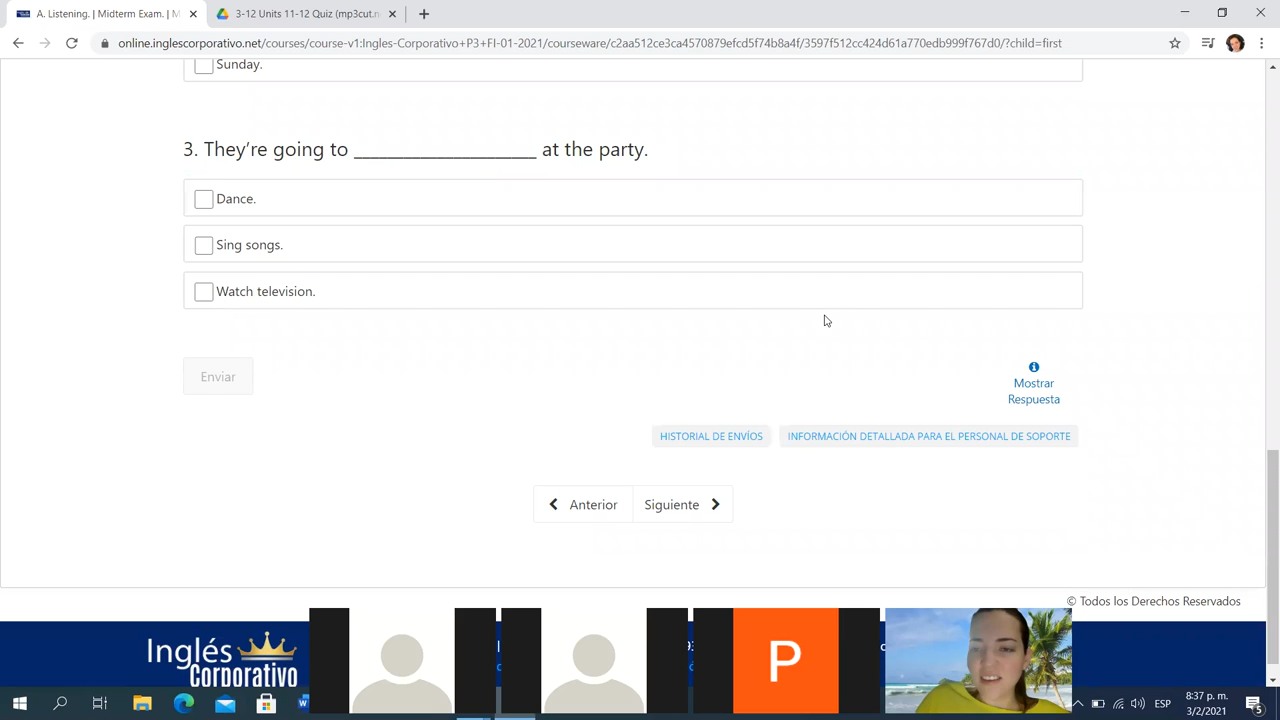 A. Listening. | Midterm Exam. | M
3-12 Units 11-12 Quiz (mp3cut.n
online.inglescorporativo.net/courses/course-v1:Ingles-Corporativo+P3+FI-01-2021/courseware/c2aa512ce3ca4570879efcd5f74b8a4f/3597f512cc424d61a770edb999f767d0/?child=first
Sunday.
3. They're going to ______________________ at the party.
Dance.
Sing songs.
Watch television.
Enviar
Mostrar
Respuesta
HISTORIAL DE ENVÍOS
INFORMACIÓN DETALLADA PARA EL PERSONAL DE SOPORTE
Anterior
Siguiente
© Todos los Derechos Reservados
Inglés
Corporativo
P
ESP
8:37 p. m.
3/2/2021
5